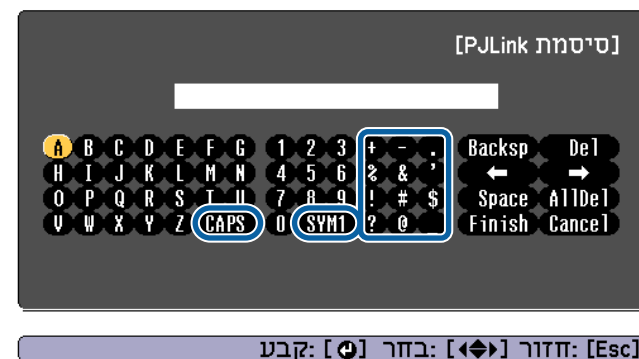 [סיסמת PJLink]
A B C D E F G 1 2 3 + - . Backsp Del
H I J K L M N 4 5 6 % & ' ← →
O P Q R S T U 7 8 9 ! # $ Space AllDel
V W X Y Z CAPS 0 SYM1 ? @ _ Finish Cancel
[Esc] :חזור [◄◆►] :בחר [↵] :קבע